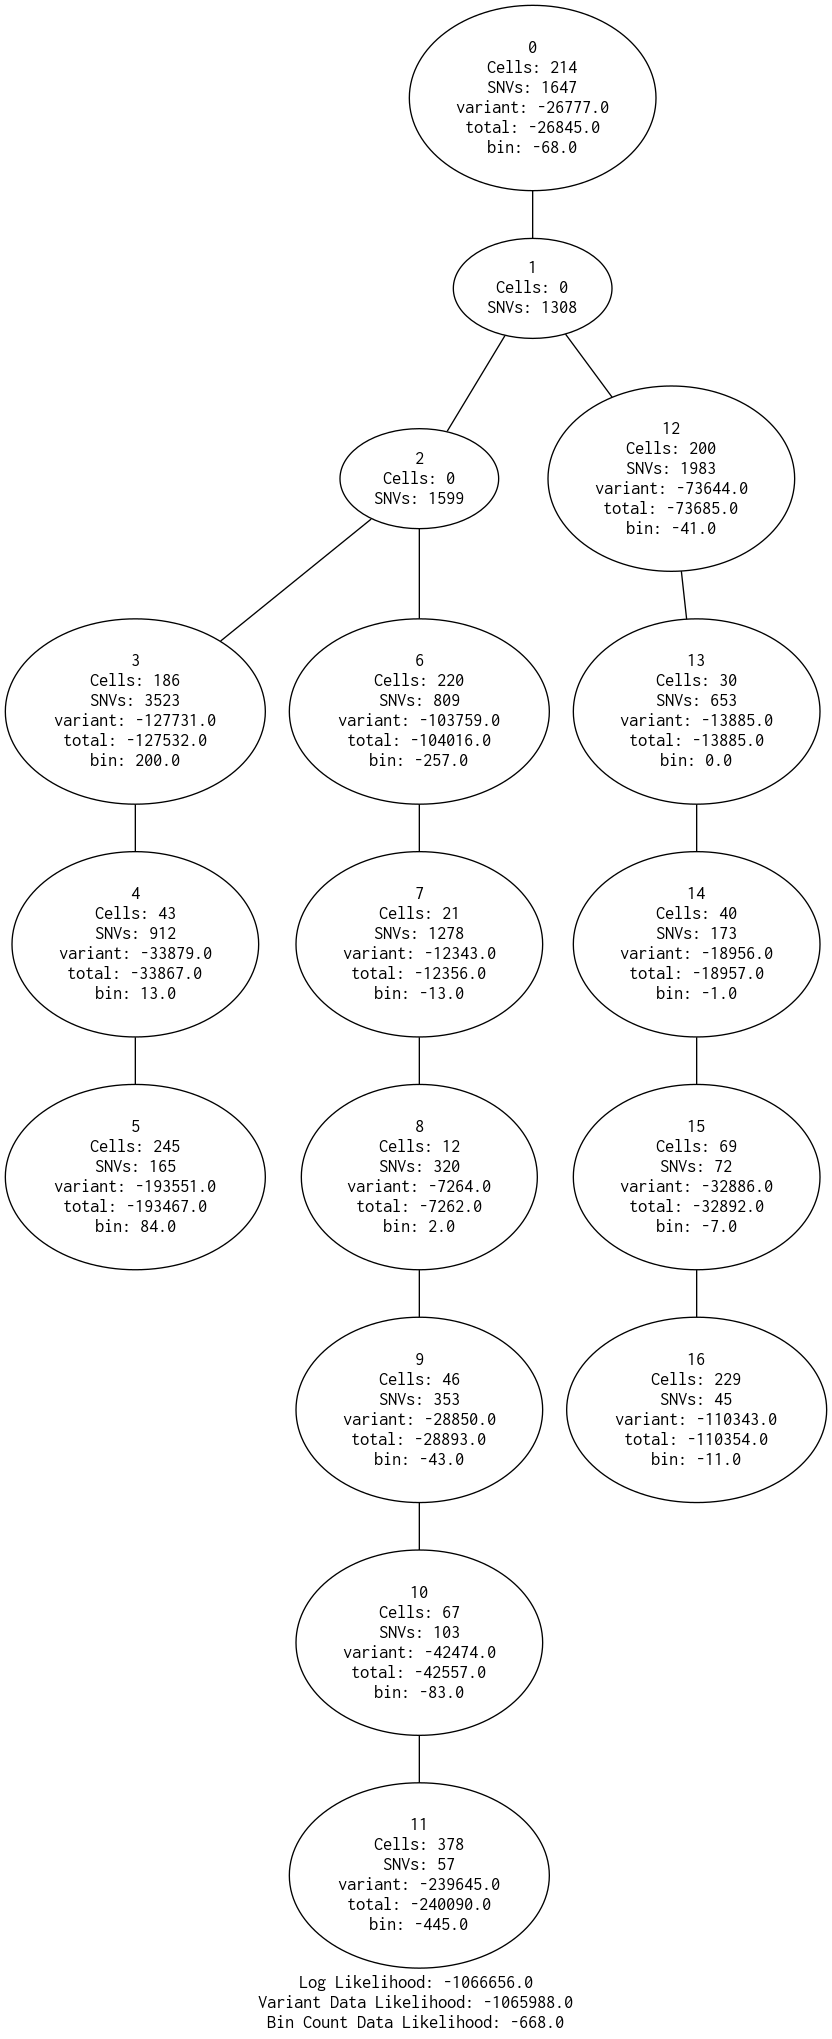 0
Cells: 214
SNVs: 1647
variant: -26777.0
total: -26845.0
bin: -68.0
1
Cells: 0
SNVs: 1308
2
Cells: 0
SNVs: 1599
12
Cells: 200
SNVs: 1983
variant: -73644.0
total: -73685.0
bin: -41.0
3
Cells: 186
SNVs: 3523
variant: -127731.0
total: -127532.0
bin: 200.0
6
Cells: 220
SNVs: 809
variant: -103759.0
total: -104016.0
bin: -257.0
13
Cells: 30
SNVs: 653
variant: -13885.0
total: -13885.0
bin: 0.0
4
Cells: 43
SNVs: 912
variant: -33879.0
total: -33867.0
bin: 13.0
7
Cells: 21
SNVs: 1278
variant: -12343.0
total: -12356.0
bin: -13.0
14
Cells: 40
SNVs: 173
variant: -18956.0
total: -18957.0
bin: -1.0
5
Cells: 245
SNVs: 165
variant: -193551.0
total: -193467.0
bin: 84.0
8
Cells: 12
SNVs: 320
variant: -7264.0
total: -7262.0
bin: 2.0
15
Cells: 69
SNVs: 72
variant: -32886.0
total: -32892.0
bin: -7.0
9
Cells: 46
SNVs: 353
variant: -28850.0
total: -28893.0
bin: -43.0
16
Cells: 229
SNVs: 45
variant: -110343.0
total: -110354.0
bin: -11.0
10
Cells: 67
SNVs: 103
variant: -42474.0
total: -42557.0
bin: -83.0
11
Cells: 378
SNVs: 57
variant: -239645.0
total: -240090.0
bin: -445.0
Log Likelihood: -1066656.0
Variant Data Likelihood: -1065988.0
Bin Count Data Likelihood: -668.0